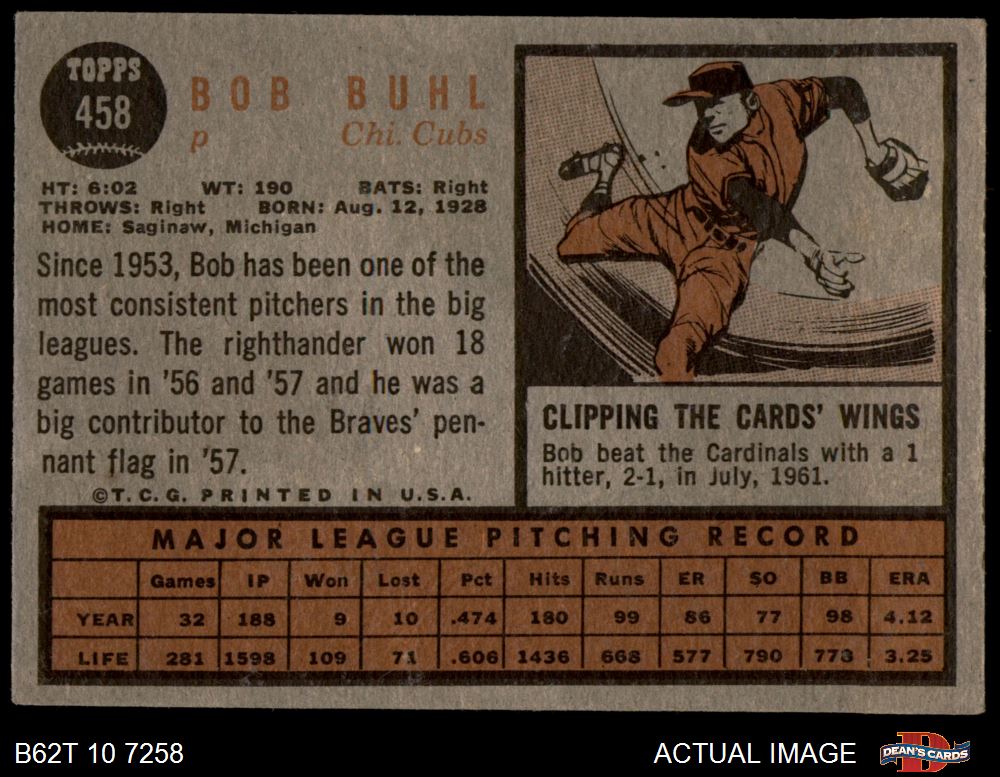 TOPPS
458
BOB BUHL
p Chi. Cubs
HT: 6:02 WT: 190 BATS: Right
THROWS: Right BORN: Aug. 12, 1928
HOME: Saginaw, Michigan
Since 1953, Bob has been one of the
most consistent pitchers in the big
leagues. The righthander won 18
games in '56 and '57 and he was a
big contributor to the Braves' pen-
nant flag in '57.
©T.C.G. PRINTED IN U.S.A.
CLIPPING THE CARDS' WINGS
Bob beat the Cardinals with a 1
hitter, 2-1, in July, 1961.
MAJOR LEAGUE PITCHING RECORD
Games IP Won Lost Pct Hits Runs ER SO BB ERA
YEAR 32 188 9 10 .474 180 99 86 77 98 4.12
LIFE 281 1598 109 71 .606 1436 668 577 790 773 3.25
B62T 10 7258 ACTUAL IMAGE DEAN'S CARDS